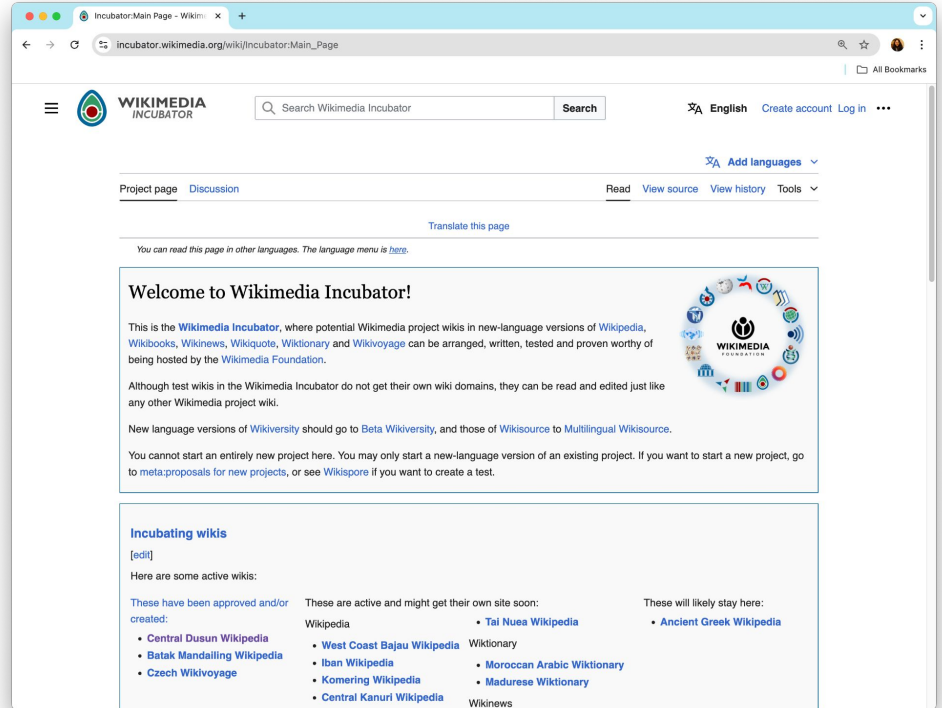 Incubator:Main Page - Wikim
incubator.wikimedia.org/wiki/Incubator:Main_Page
All Bookmarks
WIKIMEDIA
INCUBATOR
Search Wikimedia Incubator
Search
English
Create account
Log in
Add languages
Project page
Discussion
Read
View source
View history
Tools
Translate this page
You can read this page in other languages. The language menu is here.
Welcome to Wikimedia Incubator!
This is the Wikimedia Incubator, where potential Wikimedia project wikis in new-language versions of Wikipedia,
Wikibooks, Wikinews, Wikiquote, Wiktionary and Wikivoyage can be arranged, written, tested and proven worthy of
being hosted by the Wikimedia Foundation.
WIKIMEDIA
FOUNDATION
Although test wikis in the Wikimedia Incubator do not get their own wiki domains, they can be read and edited just like
any other Wikimedia project wiki.
New language versions of Wikiversity should go to Beta Wikiversity, and those of Wikisource to Multilingual Wikisource.
You cannot start an entirely new project here. You may only start a new-language version of an existing project. If you want to start a new project, go
to meta:proposals for new projects, or see Wikispore if you want to create a test.
Incubating wikis
[edit]
Here are some active wikis:
These have been approved and/or
created:
• Central Dusun Wikipedia
• Batak Mandailing Wikipedia
• Czech Wikivoyage
These are active and might get their own site soon:
Wikipedia
• West Coast Bajau Wikipedia
• Iban Wikipedia
• Komering Wikipedia
• Central Kanuri Wikipedia
• Tai Nuea Wikipedia
Wiktionary
• Moroccan Arabic Wiktionary
• Madurese Wiktionary
Wikinews
These will likely stay here:
• Ancient Greek Wikipedia